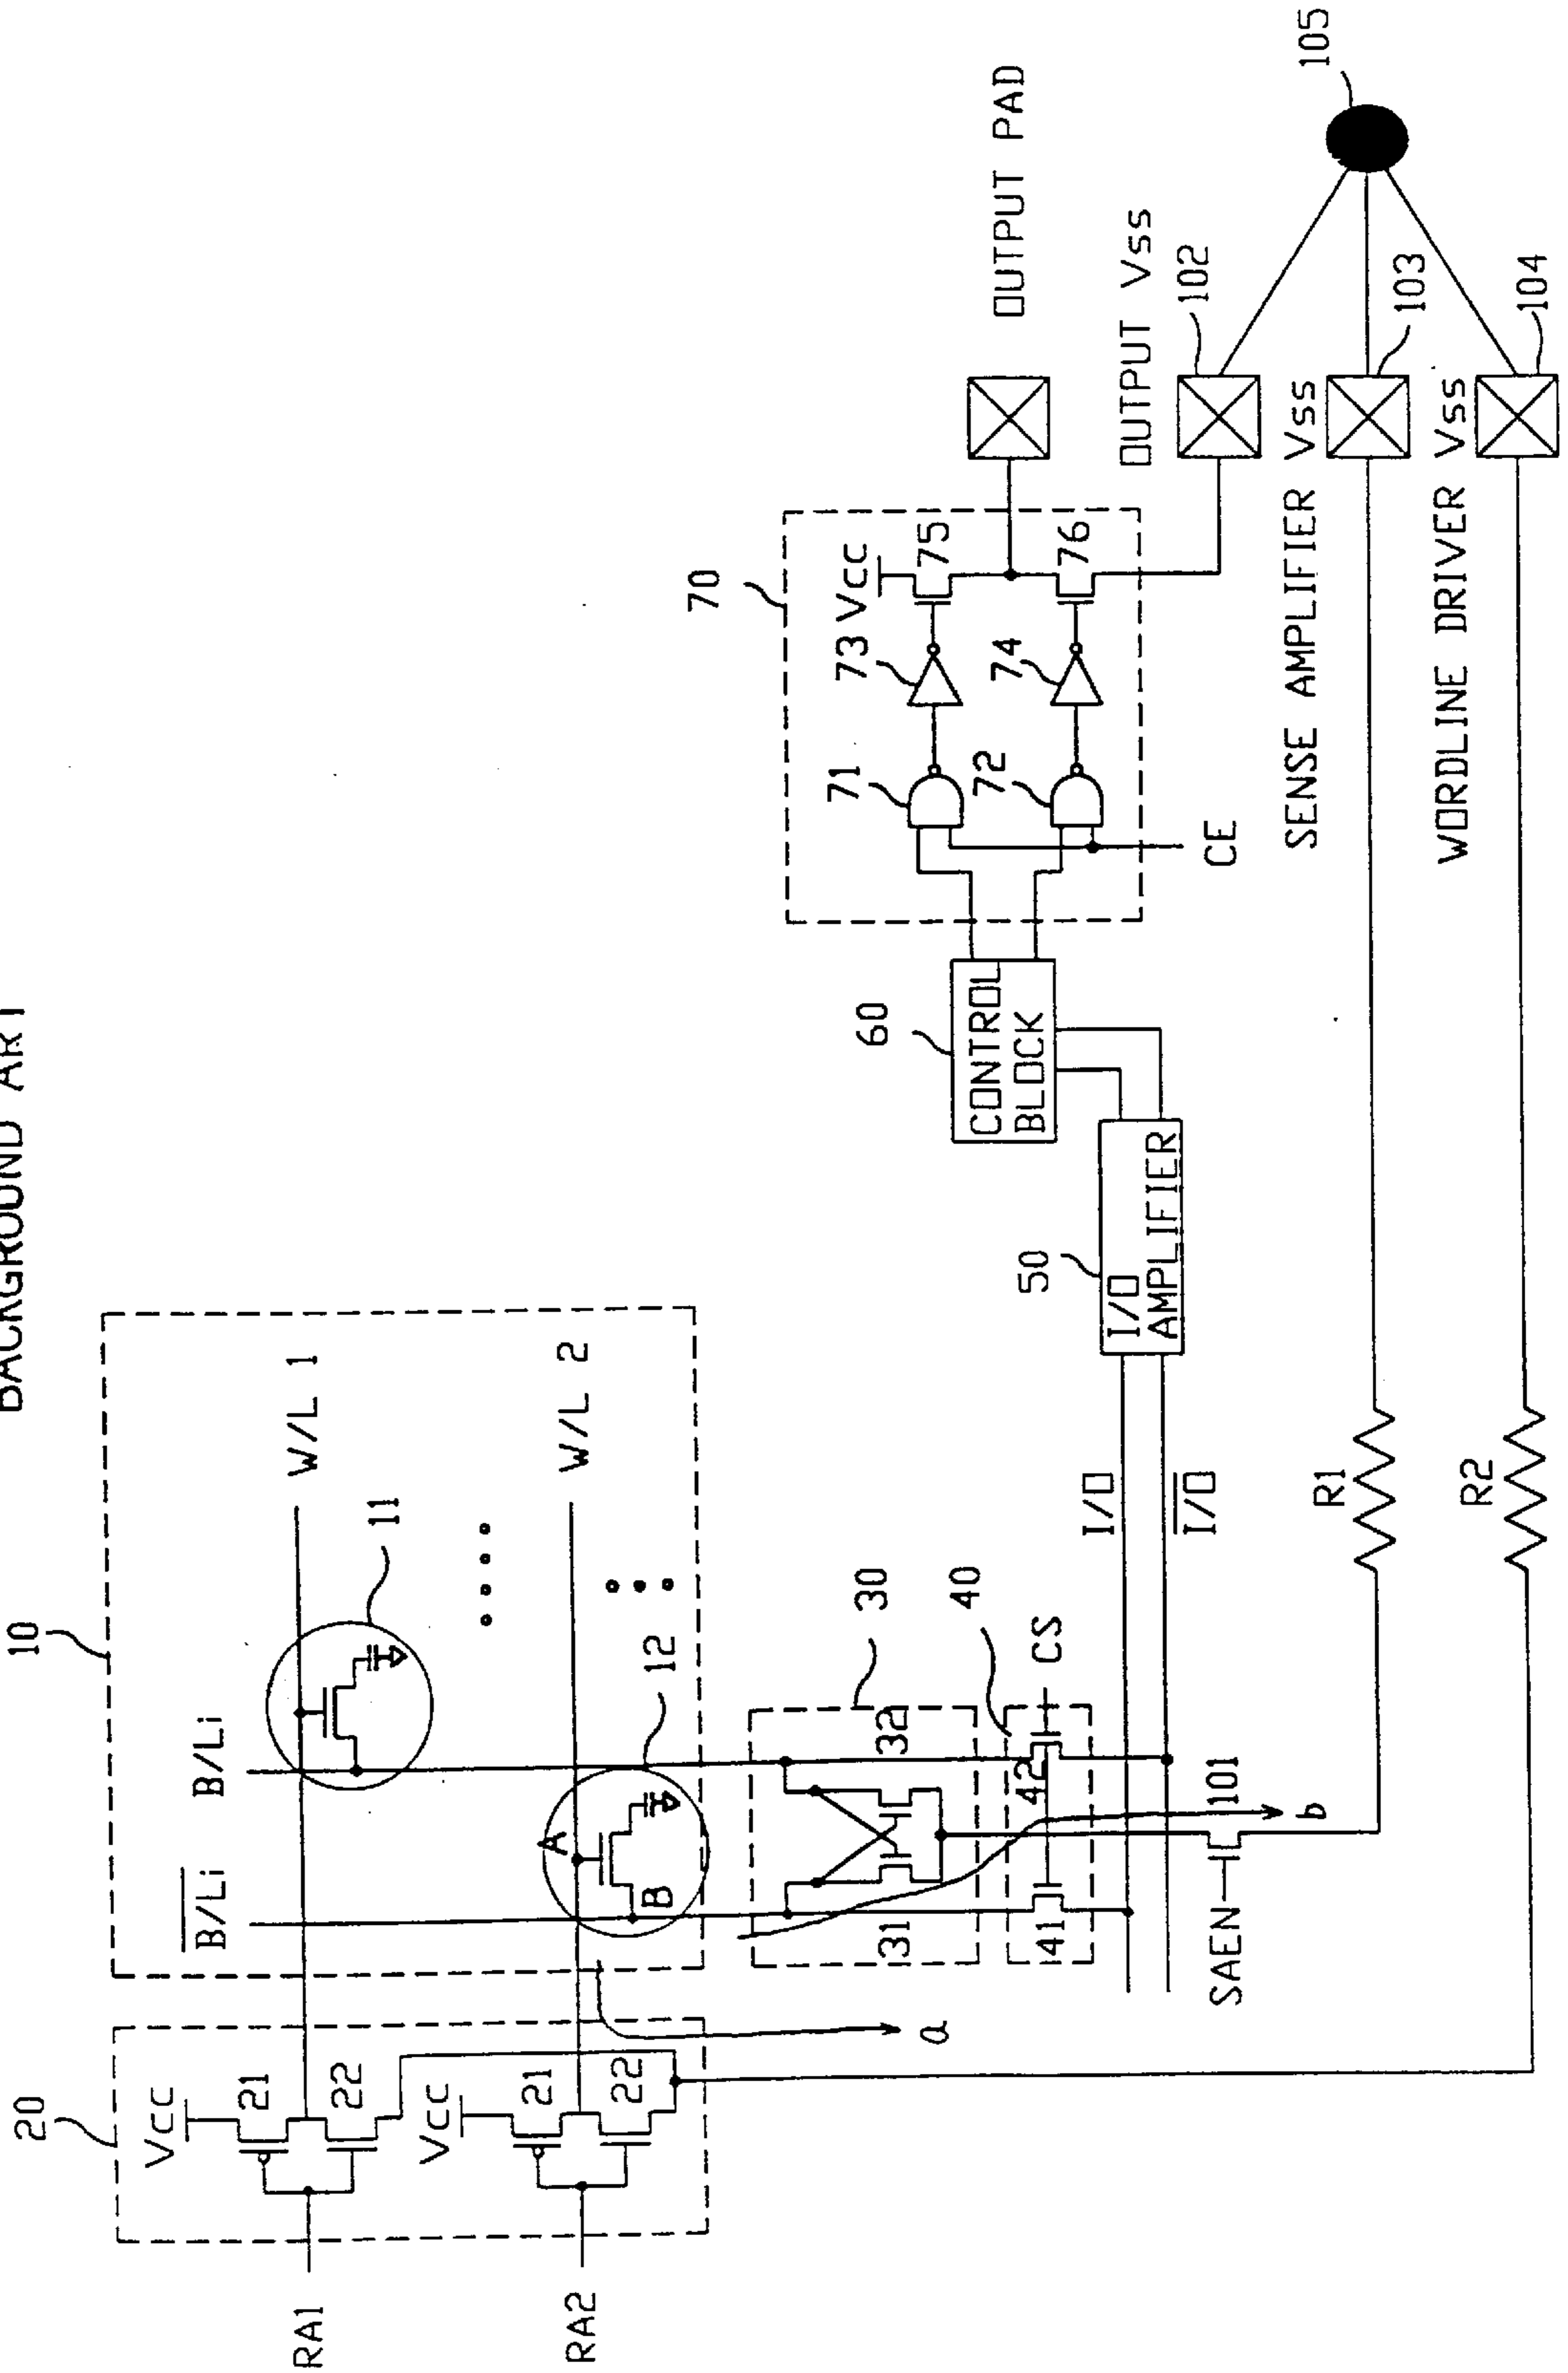 BACKGROUND ART
10
20
Vcc
21
22
RA1
Vcc
21
22
RA2
a
B/Li
B/Li
W/L 1
11
A
B
W/L 2
12
30
31
32
40
41
42
CS
b
SAEN
101
I/O
I/O
50
I/O
AMPLIFIER
60
CONTROL
BLOCK
70
71
72
73
74
Vcc
75
76
CE
OUTPUT PAD
OUTPUT Vss
102
R1
SENSE AMPLIFIER Vss
103
R2
WORDLINE DRIVER Vss
104
105